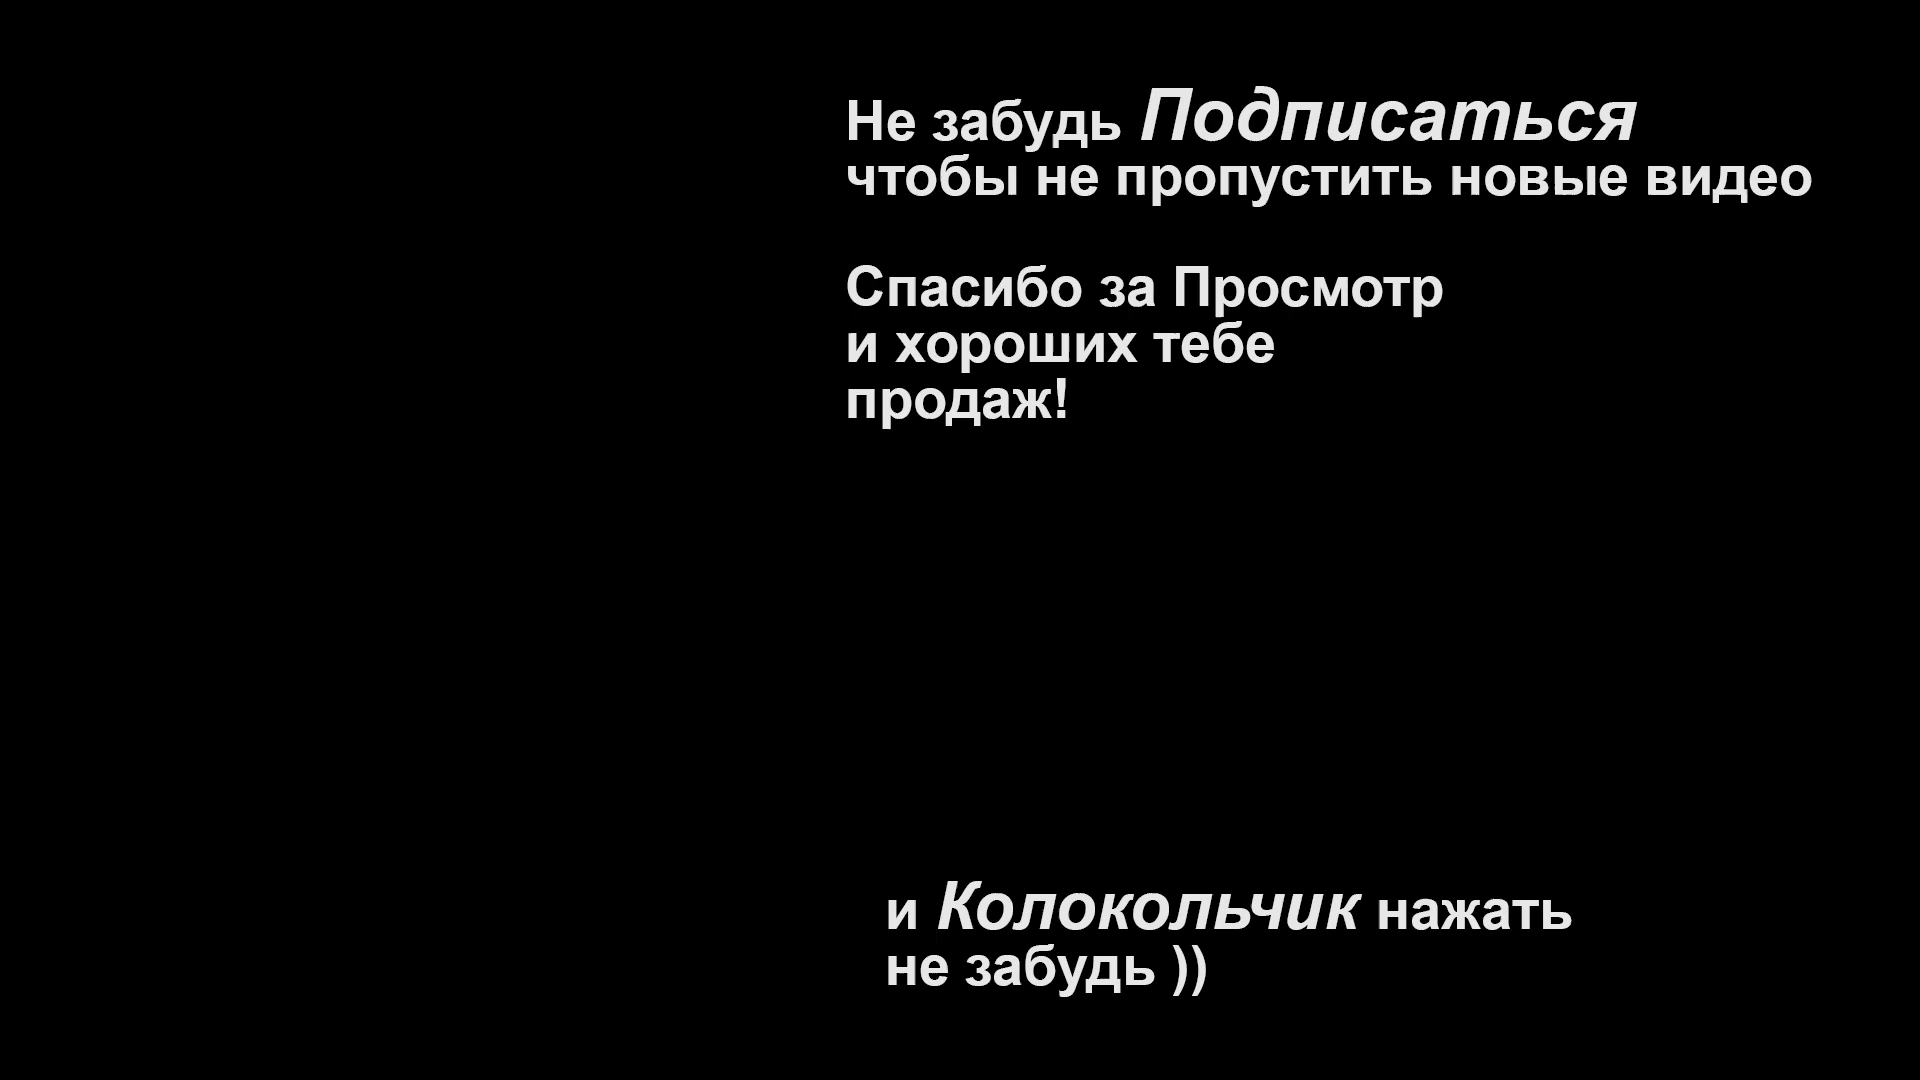 Не забудь Подписаться
чтобы не пропустить новые видео
Спасибо за Просмотр
и хороших тебе
продаж!
и Колокольчик нажать
не забудь ))